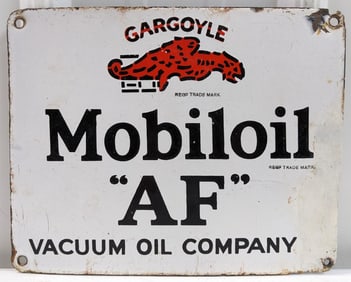 GARGOYLE
REGD TRADE MARK.
Mobiloil
REGD TRADE MARK.
"AF"
VACUUM OIL COMPANY